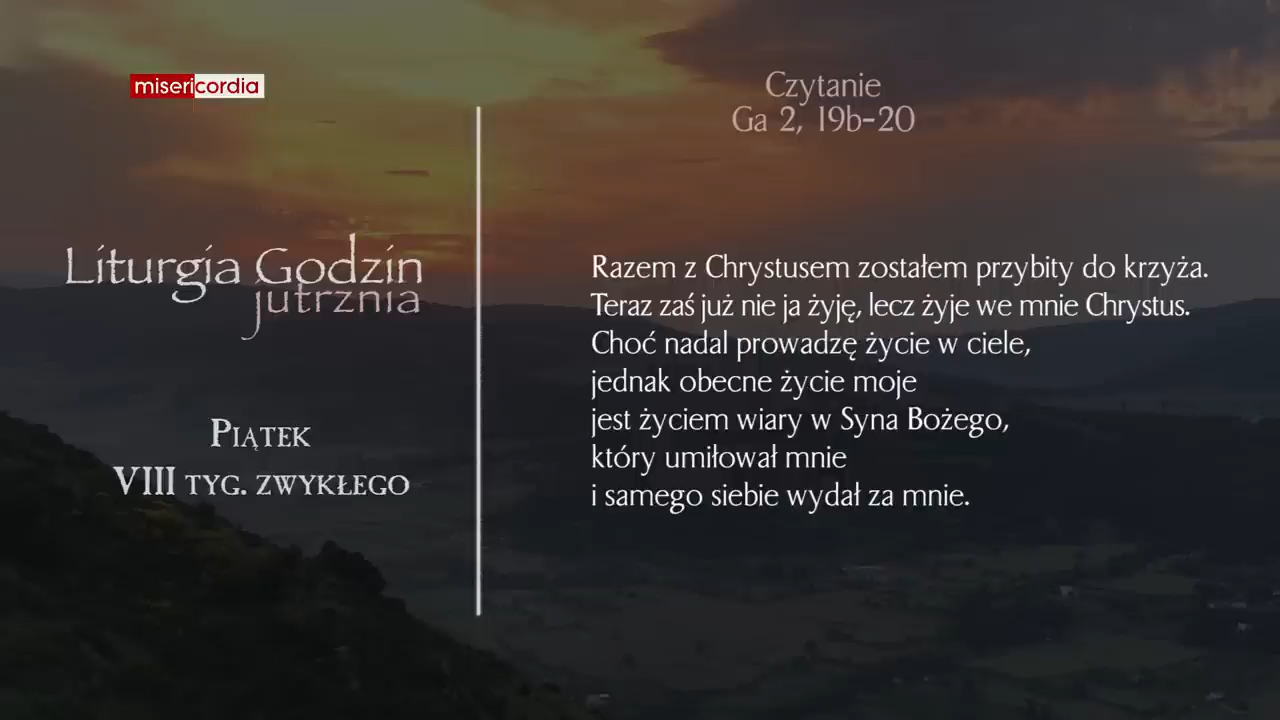 misericordia
Liturgia Godzin
jutrznia
Piątek
VIII tyg. zwykłego
Czytanie
Ga 2, 19b-20
Razem z Chrystusem zostałem przybity do krzyża.
Teraz zaś już nie ja żyję, lecz żyje we mnie Chrystus.
Choć nadal prowadzę życie w ciele,
jednak obecne życie moje
jest życiem wiary w Syna Bożego,
który umiłował mnie
i samego siebie wydał za mnie.